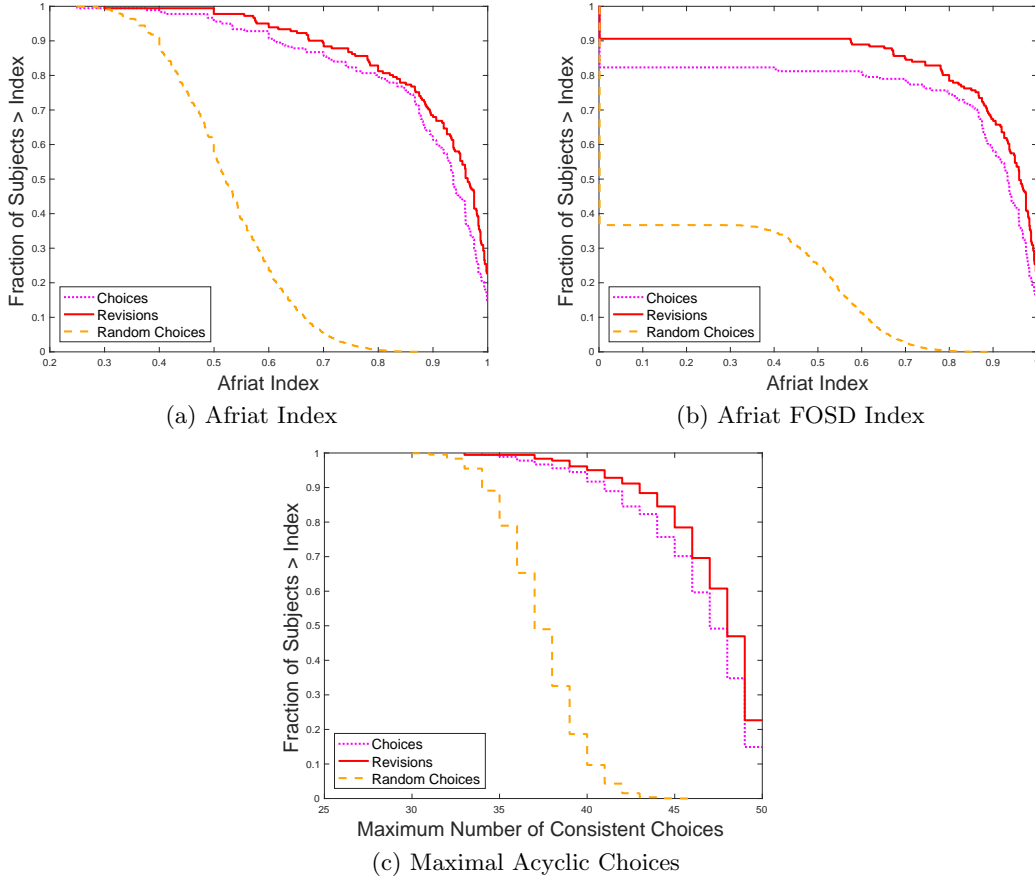 Fraction of Subjects > Index
1
0.9
0.8
0.7
0.6
0.5
0.4
0.3
0.2
0.1
0
Choices
Revisions
Random Choices
0.2 0.3 0.4 0.5 0.6 0.7 0.8 0.9 1
Afriat Index
(a) Afriat Index
Fraction of Subjects > Index
1
0.9
0.8
0.7
0.6
0.5
0.4
0.3
0.2
0.1
0
Choices
Revisions
Random Choices
0 0.1 0.2 0.3 0.4 0.5 0.6 0.7 0.8 0.9 1
Afriat Index
(b) Afriat FOSD Index
Fraction of Subjects > Index
1
0.9
0.8
0.7
0.6
0.5
0.4
0.3
0.2
0.1
0
Choices
Revisions
Random Choices
25 30 35 40 45 50
Maximum Number of Consistent Choices
(c) Maximal Acyclic Choices